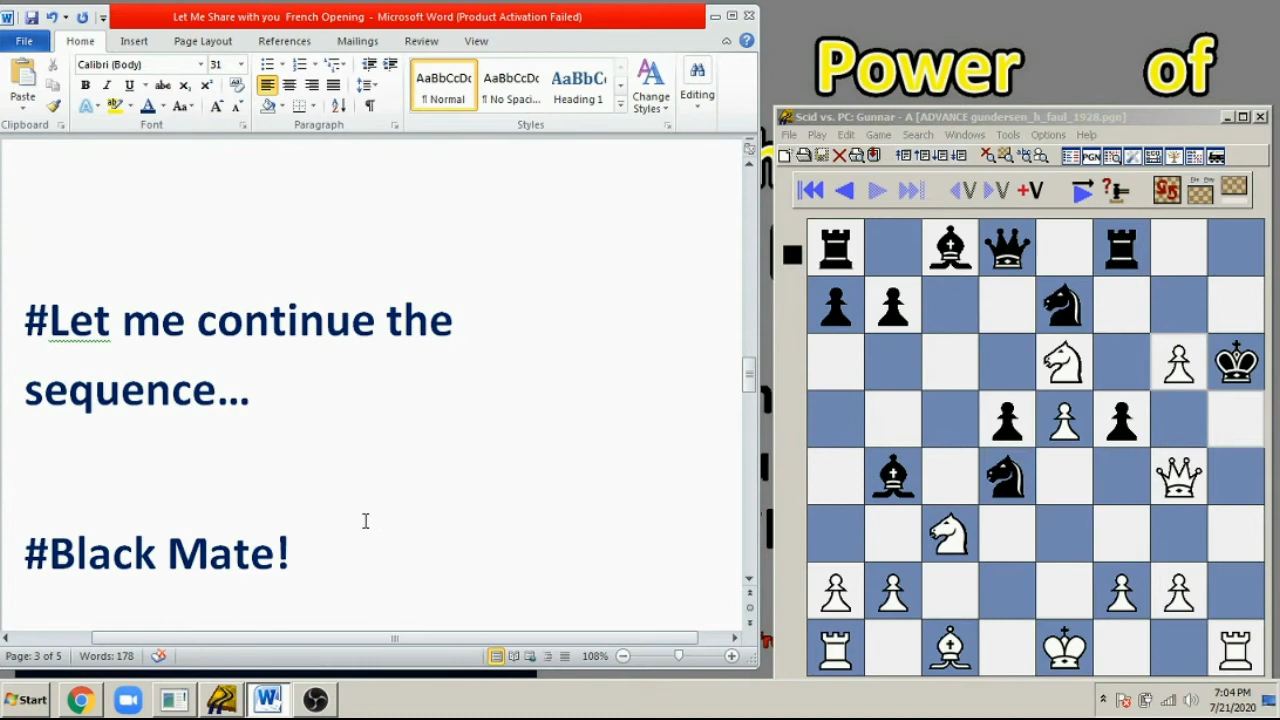 Let Me Share with you French Opening - Microsoft Word (Product Activation Failed)
File Home Insert Page Layout References Mailings Review View
Calibri (Body) 31
Paste
AaBbCcDc AaBbCcDc AaBbCc
¶ Normal ¶ No Spaci... Heading 1
Change Styles
Editing
Clipboard Font Paragraph Styles
#Let me continue the
sequence...
#Black Mate!
Page: 3 of 5 Words: 178 108%
Power of
Scid vs. PC: Gunnar - A [ADVANCE gundersen_h_faul_1928.pgn]
File Play Edit Game Search Windows Tools Options Help
PGN ECO
V V +V
Start
7:04 PM
7/21/2020